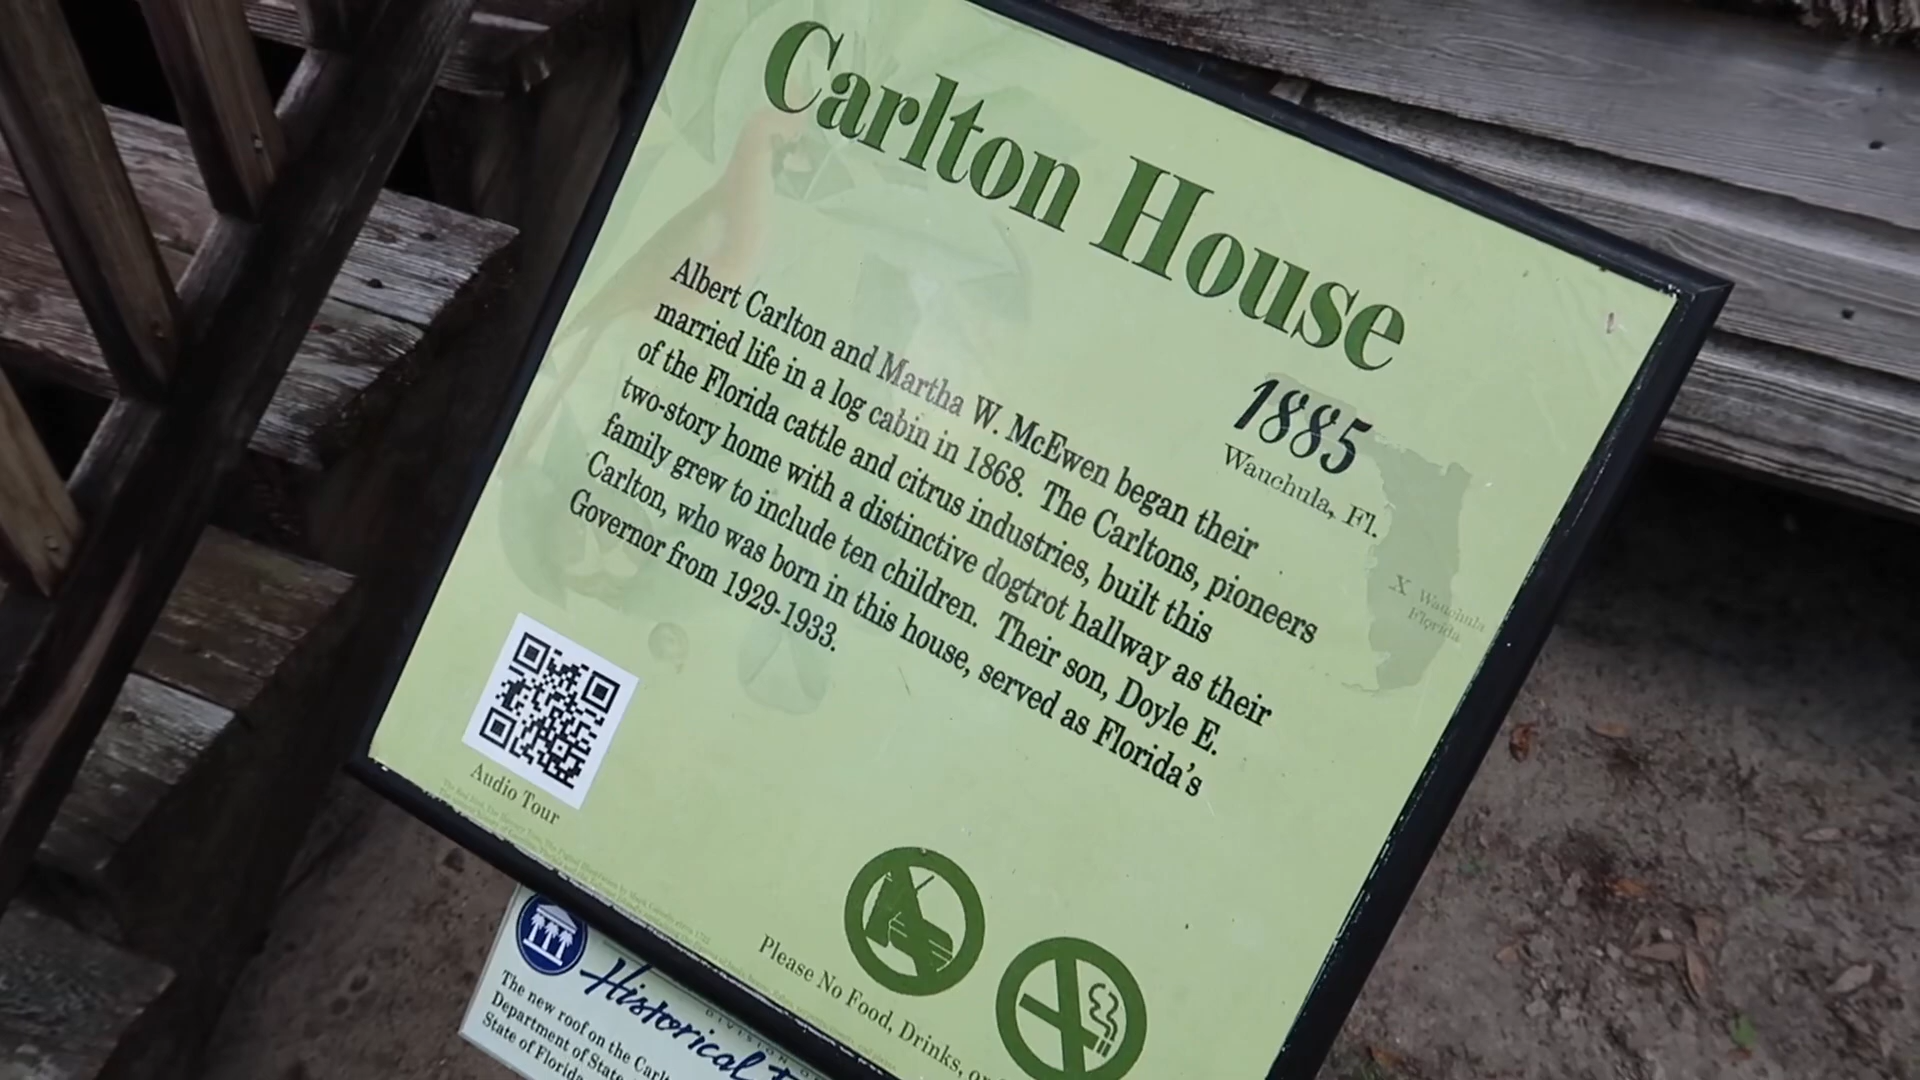 Carlton House
1885
Wauchula, Fl.
Albert Carlton and Martha W. McEwen began their
married life in a log cabin in 1868. The Carltons, pioneers
of the Florida cattle and citrus industries, built this
two-story home with a distinctive dogtrot hallway as their
family grew to include ten children. Their son, Doyle E.
Carlton, who was born in this house, served as Florida's
Governor from 1929-1933.
X Wauchula
Florida
Audio Tour
Please No Food, Drinks,
Historical
The new roof on the
Department of State
State of Florida